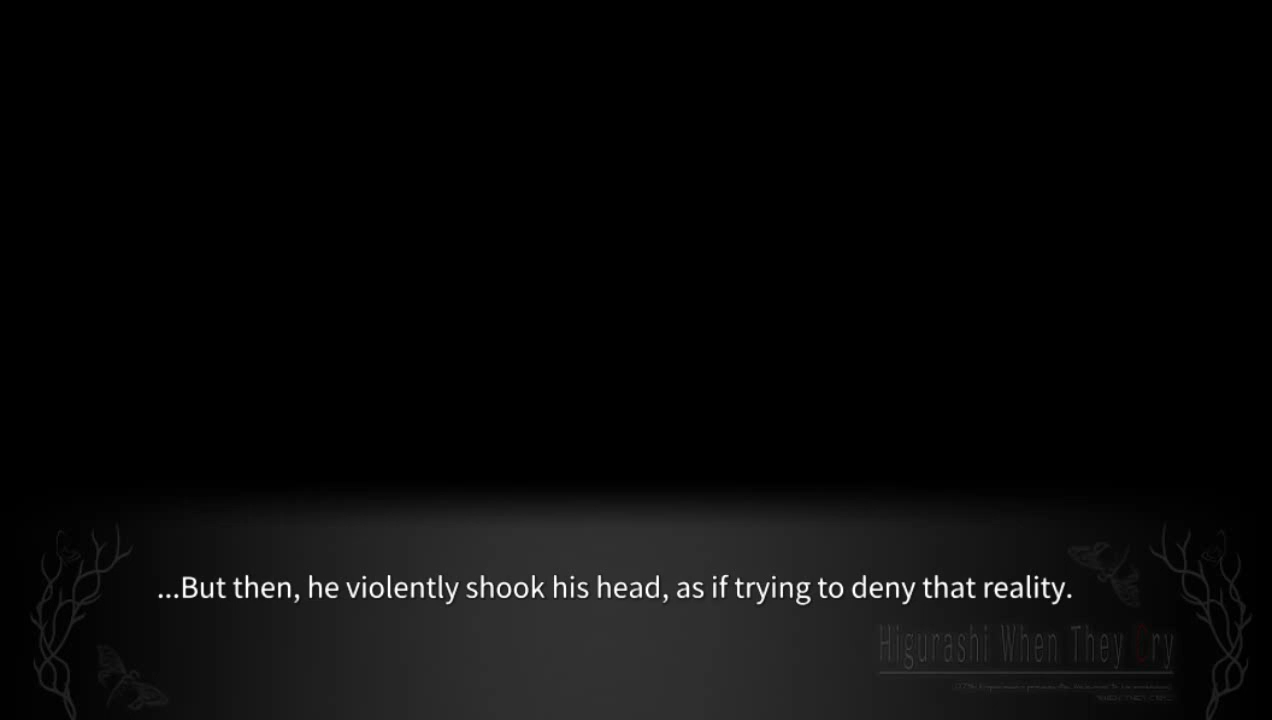 ...But then, he violently shook his head, as if trying to deny that reality.
Higurashi When They Cry